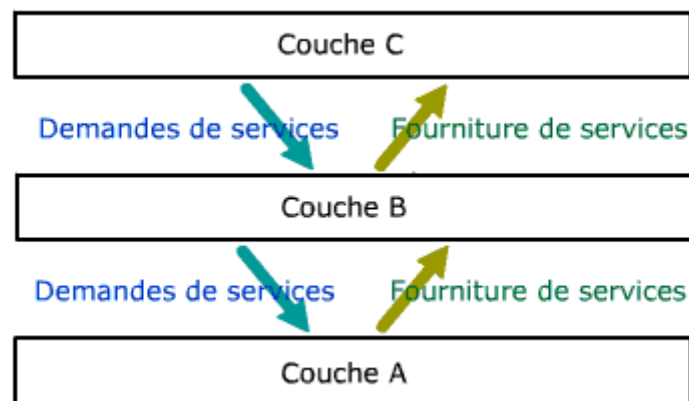 Couche C
Demandes de services Fourniture de services
Couche B
Demandes de services Fourniture de services
Couche A